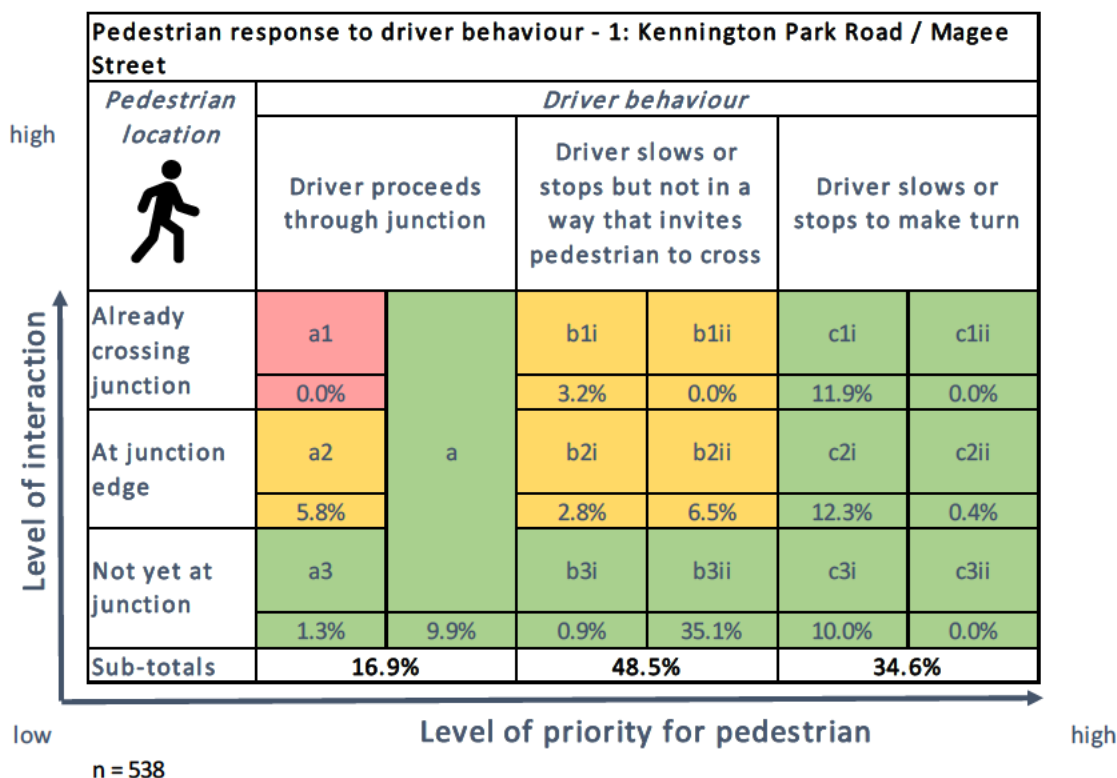 Pedestrian response to driver behaviour - 1: Kennington Park Road / Magee
Street
Pedestrian
location
Driver behaviour
high
Driver proceeds
through junction
Driver slows or
stops but not in a
way that invites
pedestrian to cross
Driver slows or
stops to make turn
Level of interaction
Already
crossing
junction
a1
b1i
b1ii
c1i
c1ii
0.0%
3.2%
0.0%
11.9%
0.0%
At junction
edge
a2
a
b2i
b2ii
c2i
c2ii
5.8%
2.8%
6.5%
12.3%
0.4%
Not yet at
junction
a3
b3i
b3ii
c3i
c3ii
1.3%
9.9%
0.9%
35.1%
10.0%
0.0%
Sub-totals
16.9%
48.5%
34.6%
low
Level of priority for pedestrian
high
n = 538